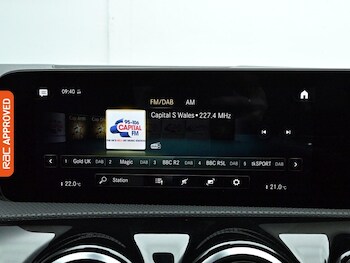 09:40
FM/DAB AM
Capital S Wales • 227.4 MHz
95-106
CAPITAL
FM
1 Gold UK DAB 2 Magic DAB 3 BBC R2 DAB 4 BBC R5L DAB 5 tkSPORT DAB
Station
22.0°C
21.0°C
RAC APPROVED